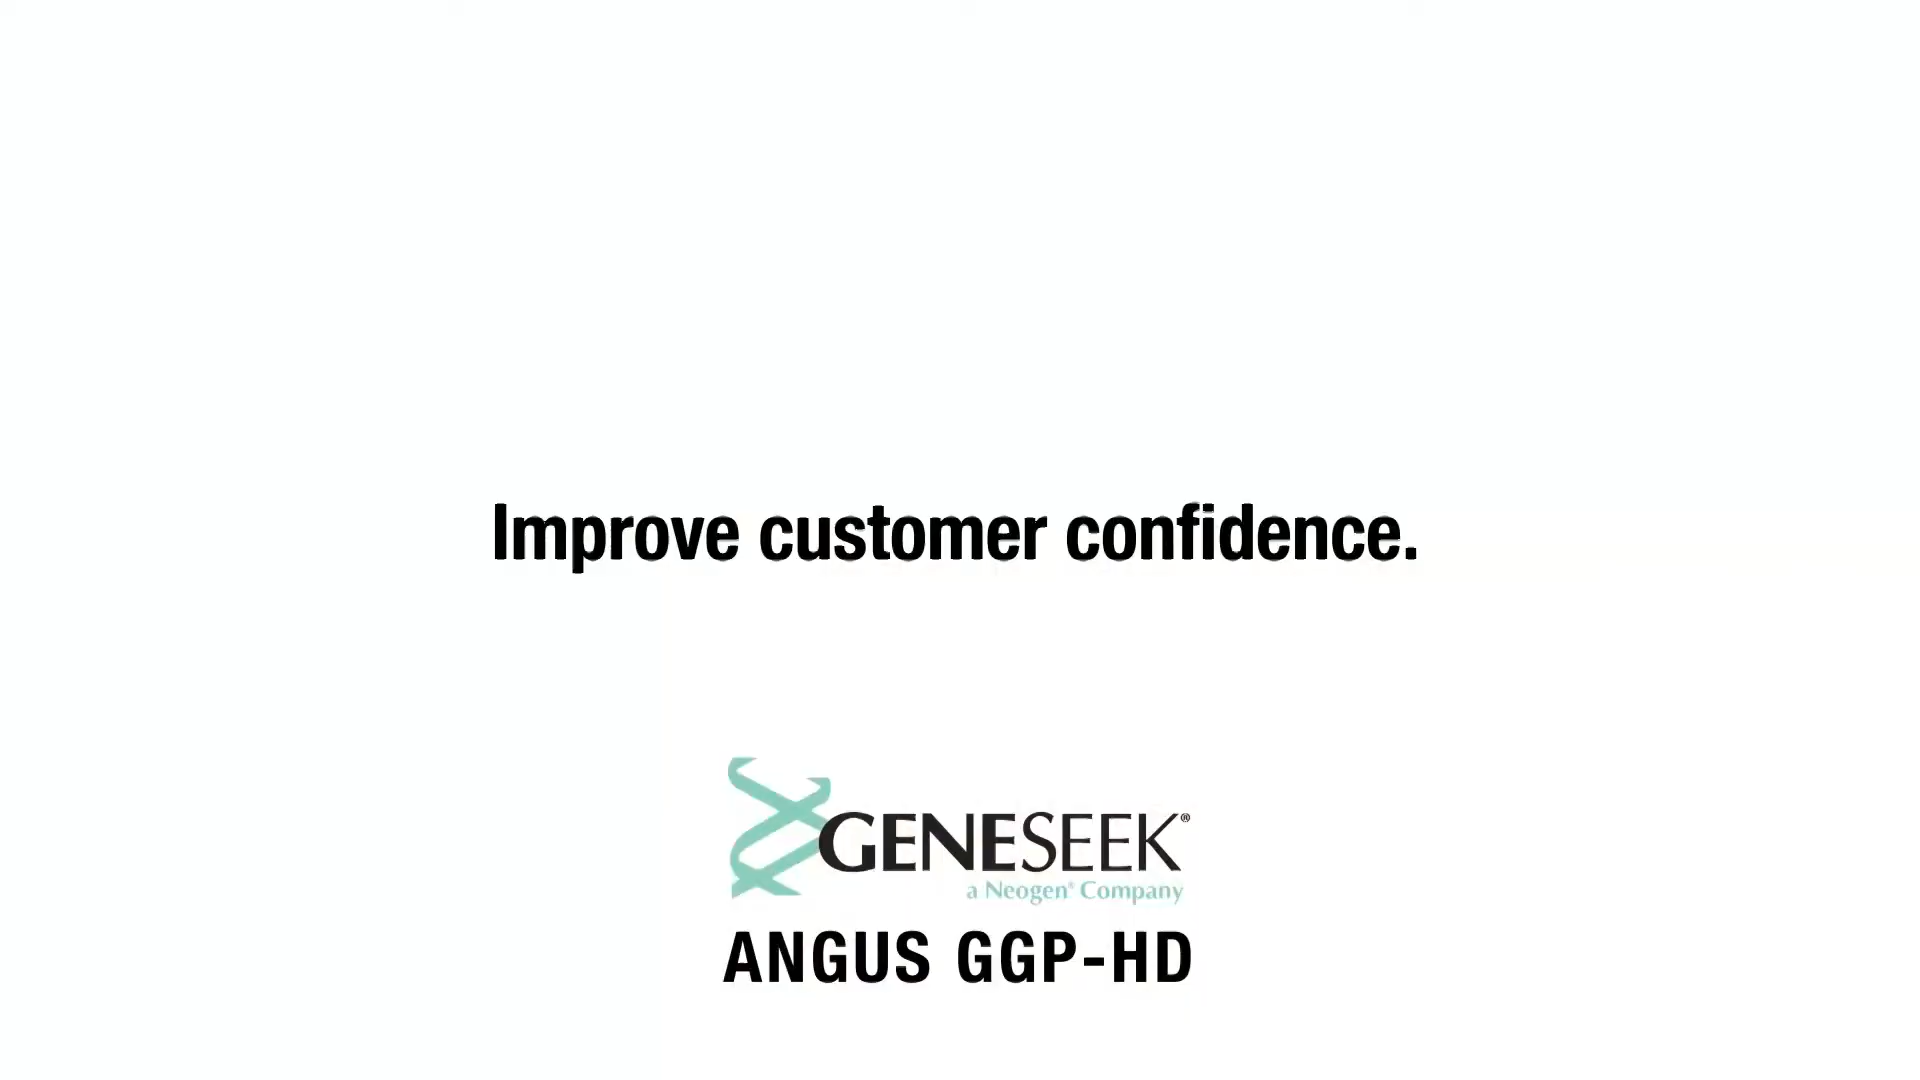 Improve customer confidence.
GENESEEK®
a Neogen® Company
ANGUS GGP-HD